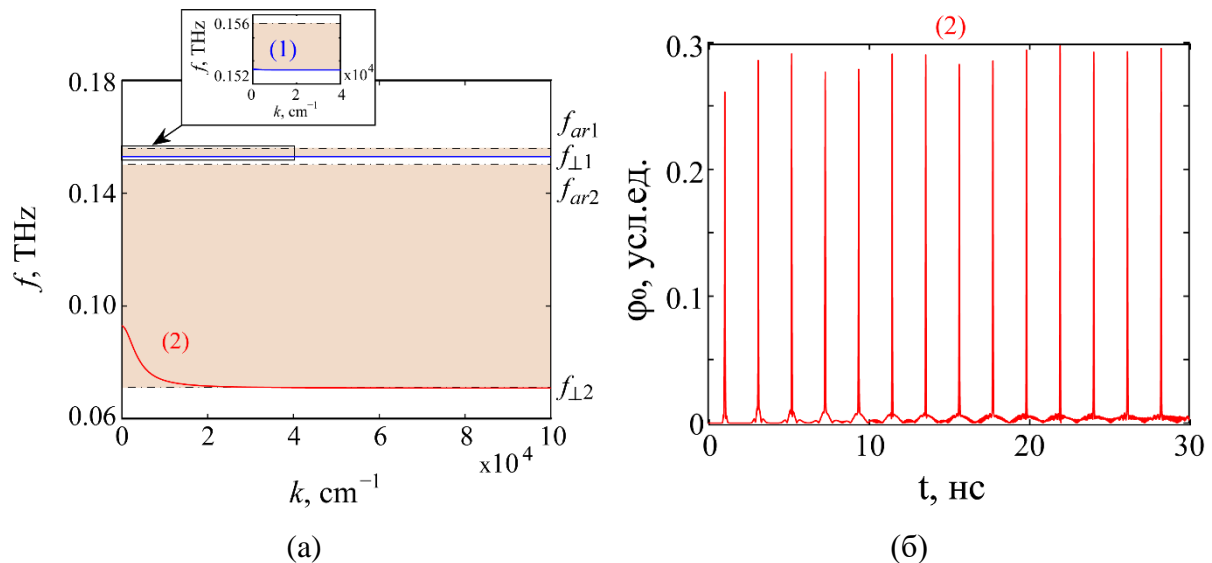 0.156
(1)
f, THz
0.152
x10⁴
0 2 4
k, cm⁻¹
0.18
f_ar1
f_⊥1
0.14
f_ar2
f, THz
0.10
(2)
f_⊥2
0.06
0 2 4 6 8 10
x10⁴
k, cm⁻¹
(а)
(2)
0.3
0.2
φ₀, усл.ед.
0.1
0
0 10 20 30
t, нс
(б)